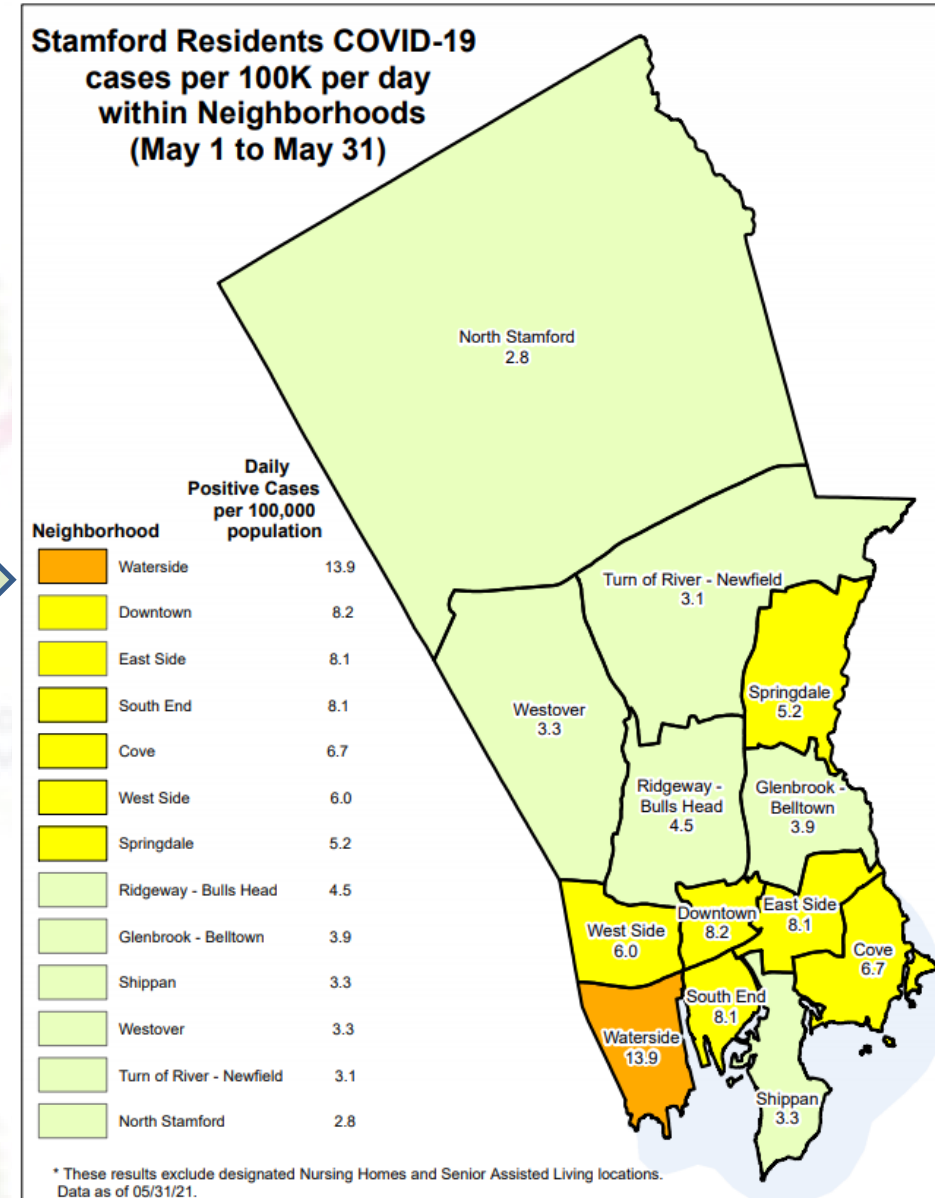 Stamford Residents COVID-19
cases per 100K per day
within Neighborhoods
(May 1 to May 31)
North Stamford
2.8
Turn of River - Newfield
3.1
Springdale
5.2
Westover
3.3
Ridgeway -
Bulls Head
4.5
Glenbrook -
Belltown
3.9
West Side
6.0
Downtown
8.2
East Side
8.1
Cove
6.7
South End
8.1
Waterside
13.9
Shippan
3.3
Daily
Positive Cases
per 100,000
Neighborhood population
Waterside 13.9
Downtown 8.2
East Side 8.1
South End 8.1
Cove 6.7
West Side 6.0
Springdale 5.2
Ridgeway - Bulls Head 4.5
Glenbrook - Belltown 3.9
Shippan 3.3
Westover 3.3
Turn of River - Newfield 3.1
North Stamford 2.8
* These results exclude designated Nursing Homes and Senior Assisted Living locations.
Data as of 05/31/21.